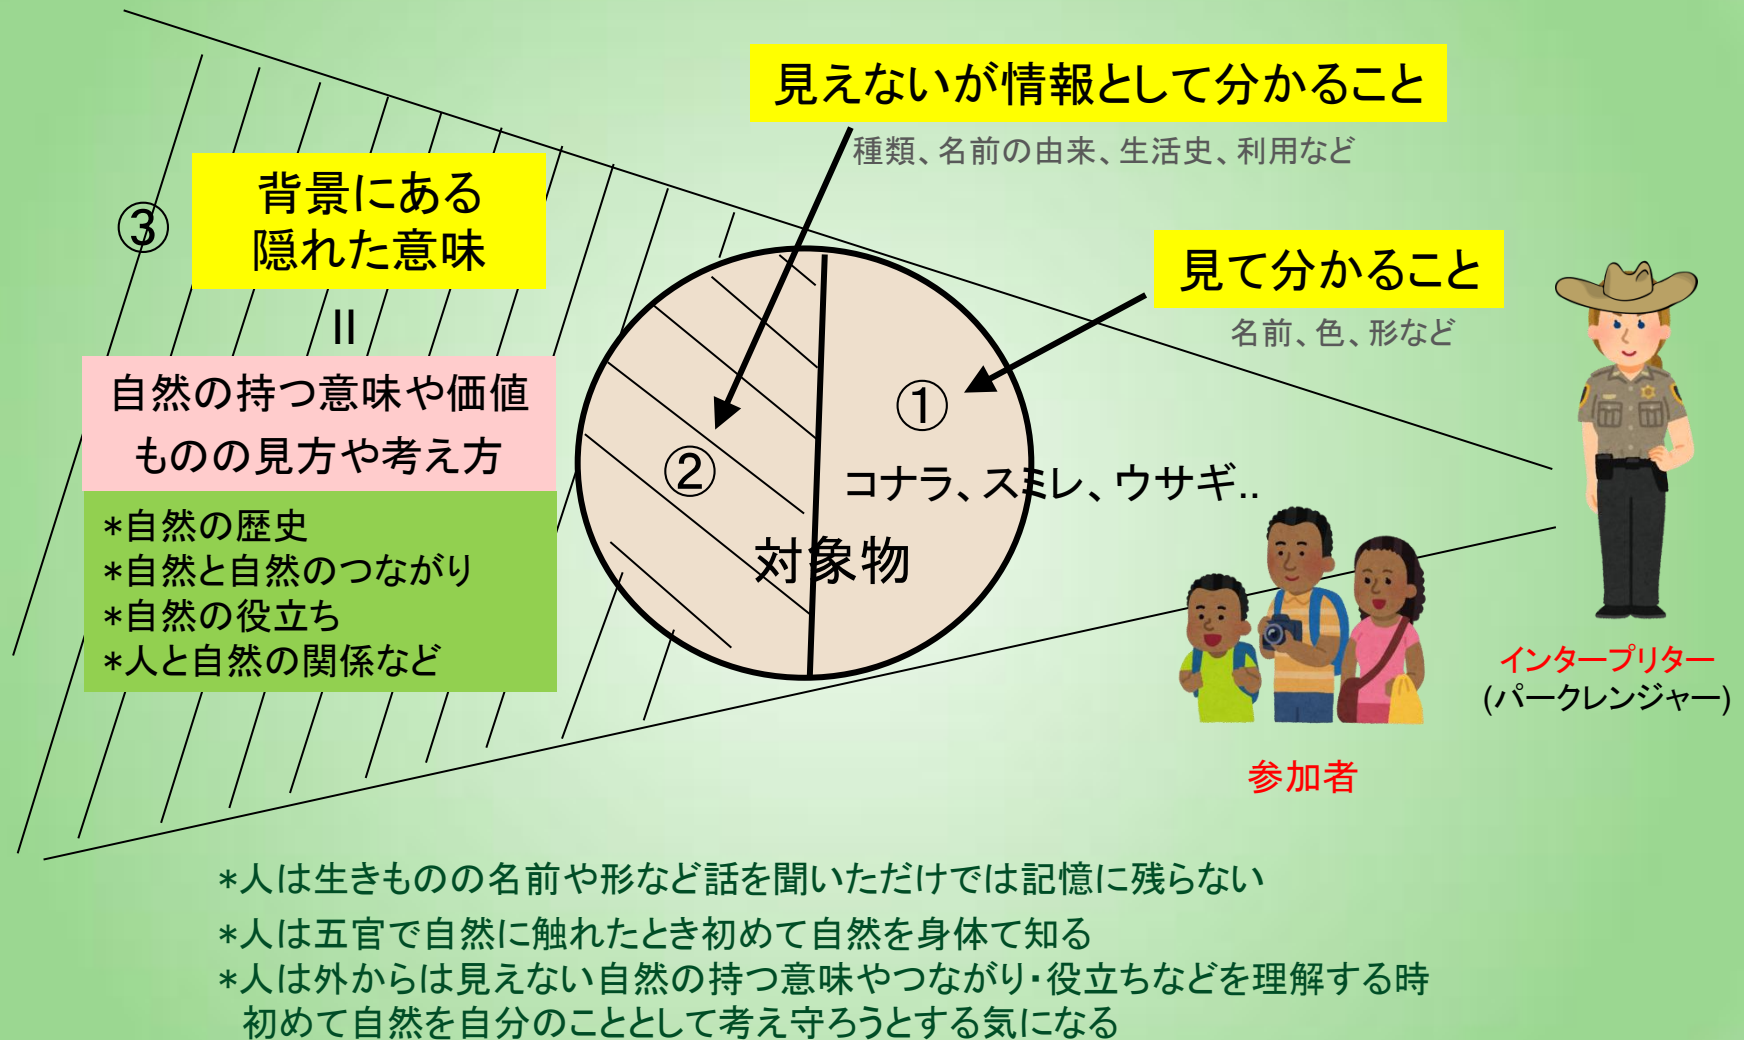 見えないが情報として分かること
種類、名前の由来、生活史、利用など
③
背景にある
隠れた意味
=
自然の持つ意味や価値
ものの見方や考え方
*自然の歴史
*自然と自然のつながり
*自然の役立ち
*人と自然の関係など
見て分かること
名前、色、形など
①
②
コナラ、スミレ、ウサギ..
対象物
インタープリター
(パークレンジャー)
参加者
*人は生きものの名前や形など話を聞いただけでは記憶に残らない
*人は五官で自然に触れたとき初めて自然を身体て知る
*人は外からは見えない自然の持つ意味やつながり・役立ちなどを理解する時
初めて自然を自分のこととして考え守ろうとする気になる